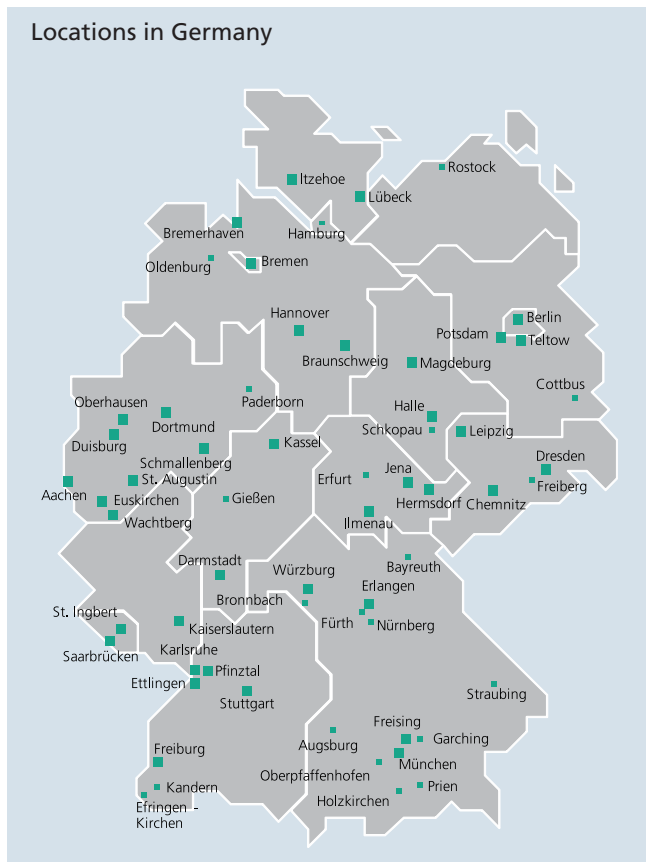 Locations in Germany
Rostock
Itzehoe
Lübeck
Bremerhaven
Hamburg
Oldenburg
Bremen
Hannover
Berlin
Potsdam
Teltow
Braunschweig
Magdeburg
Cottbus
Paderborn
Oberhausen
Halle
Dortmund
Schkopau
Leipzig
Duisburg
Kassel
Schmallenberg
Dresden
Jena
St. Augustin
Erfurt
Freiberg
Aachen
Euskirchen
Gießen
Hermsdorf
Chemnitz
Wachtberg
Ilmenau
Darmstadt
Bayreuth
Würzburg
Erlangen
Bronnbach
St. Ingbert
Kaiserslautern
Fürth
Nürnberg
Saarbrücken
Karlsruhe
Pfinztal
Ettlingen
Straubing
Stuttgart
Freising
Augsburg
Garching
Freiburg
München
Oberpfaffenhofen
Kandern
Prien
Holzkirchen
Efringen -
Kirchen